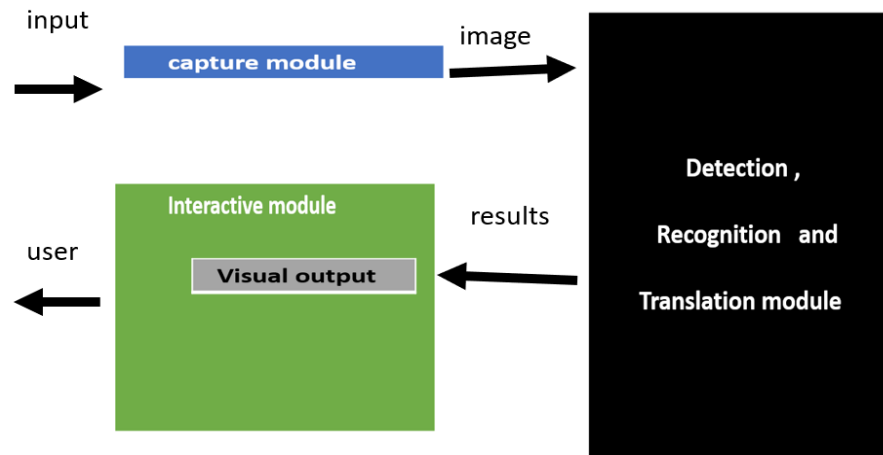 input
capture module
image
Detection ,
Recognition and
Translation module
Interactive module
Visual output
results
user